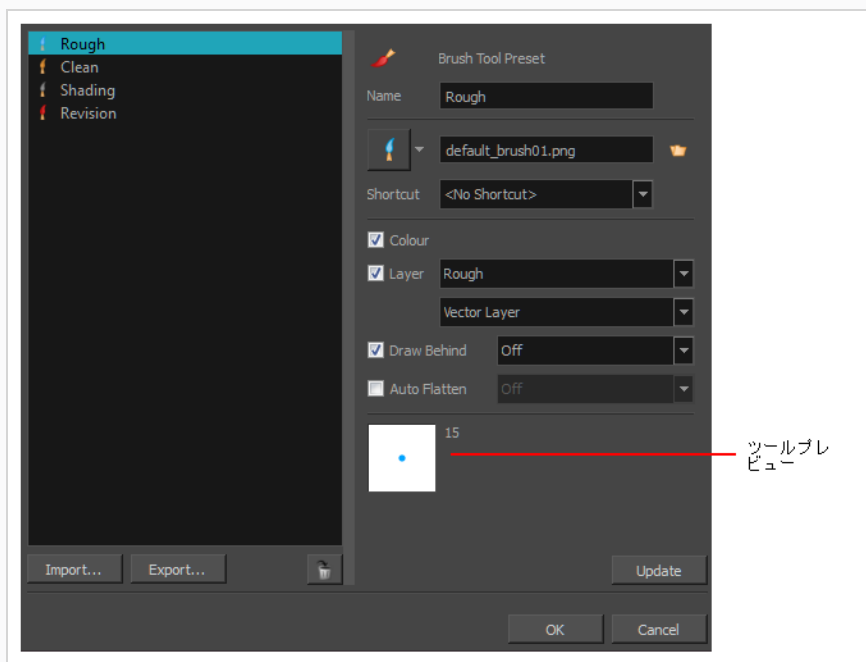 Rough
Clean
Shading
Revision
Import...
Export...
Brush Tool Preset
Name
Rough
default_brush01.png
Shortcut
<No Shortcut>
Colour
Layer
Rough
Vector Layer
Draw Behind
Off
Auto Flatten
Off
15
ツールプレ
ビュー
Update
OK
Cancel